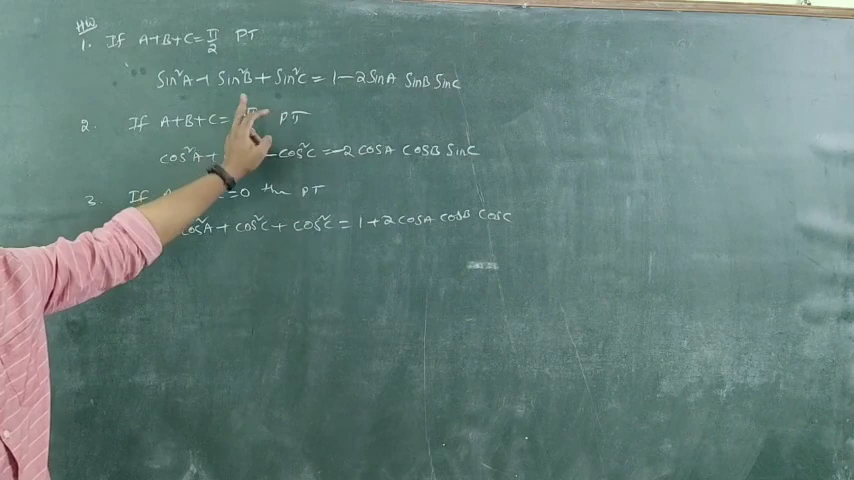 HW
1. If A+B+C=π/2 PT
Sin²A + Sin²B + Sin²C = 1-2SinA SinB SinC
2. If A+B+C= PT
Cos²A + - Cos²C = -2 COSA COSB SinC
3. If =0 then PT
Cos²A + Cos²C + Cos²C = 1+2COSA COSB COSC